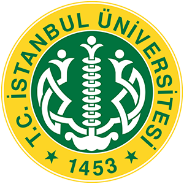 T.C. İSTANBUL ÜNİVERSİTESİ
★ 1453 ★